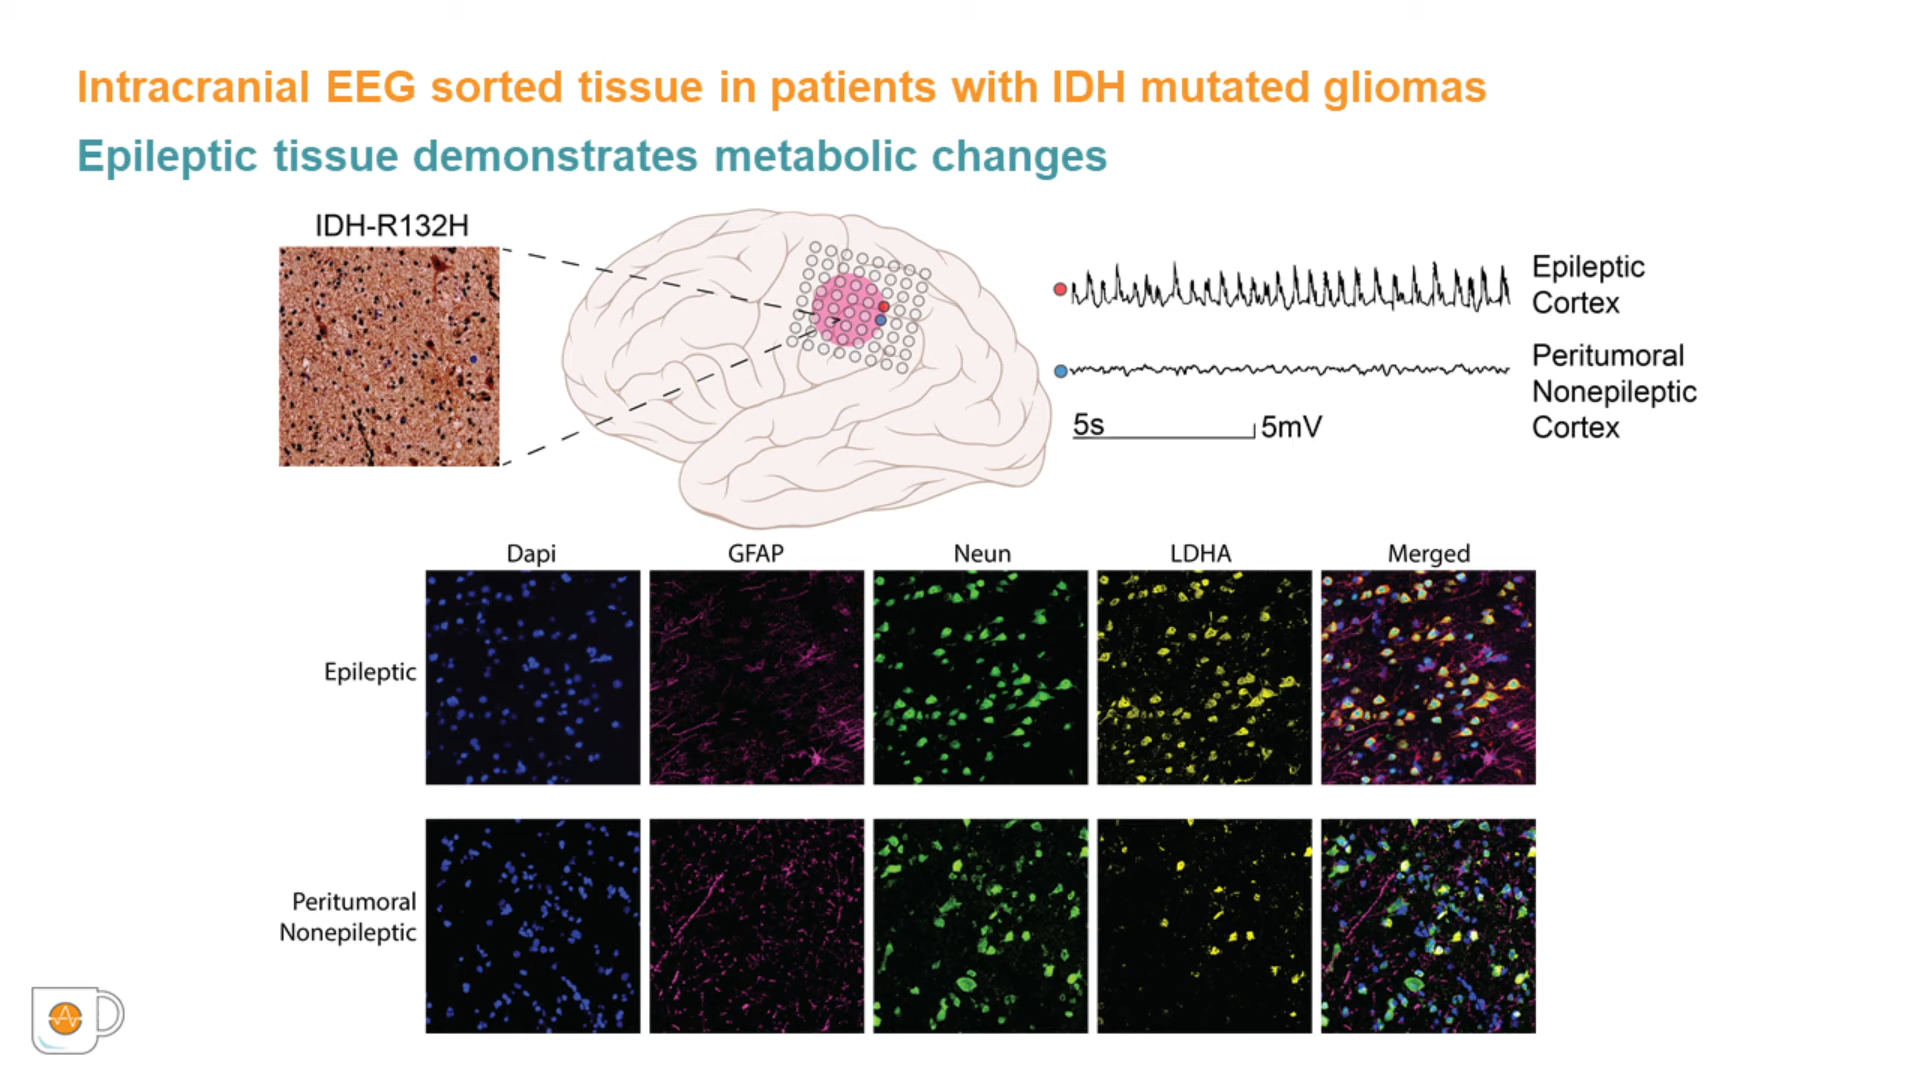 Intracranial EEG sorted tissue in patients with IDH mutated gliomas
Epileptic tissue demonstrates metabolic changes
IDH-R132H
Epileptic
Cortex
Peritumoral
Nonepileptic
Cortex
5s
5mV
Dapi
GFAP
Neun
LDHA
Merged
Epileptic
Peritumoral
Nonepileptic